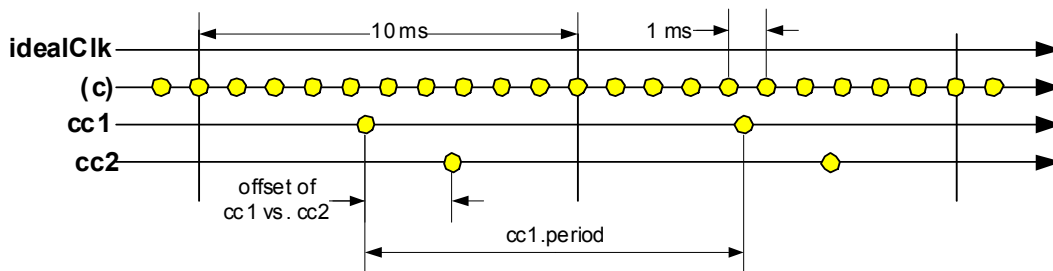 10 ms
1 ms
idealClk
(c)
cc1
cc2
offset of
cc1 vs. cc2
cc1.period